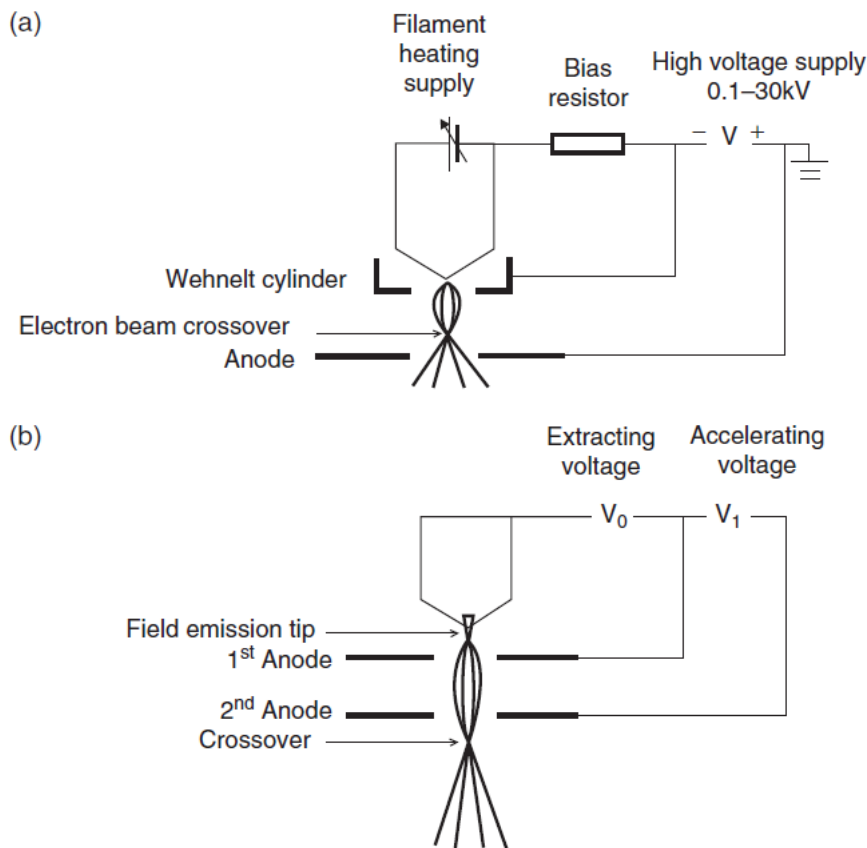 (a)
Filament
heating
supply
Bias
resistor
High voltage supply
0.1–30kV
− V +
Wehnelt cylinder
Electron beam crossover
Anode
(b)
Extracting
voltage
Accelerating
voltage
V₀
V₁
Field emission tip
1ˢᵗ Anode
2ⁿᵈ Anode
Crossover